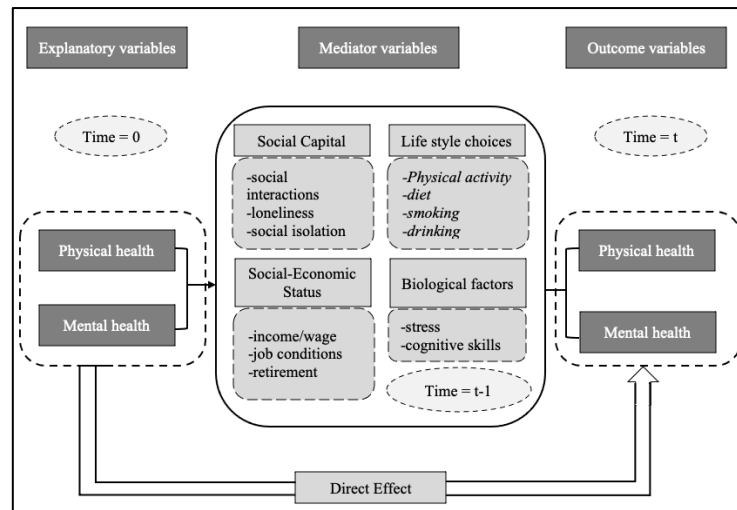 Explanatory variables
Mediator variables
Outcome variables
Time = 0
Time = t
Social Capital
-social
interactions
-loneliness
-social isolation
Life style choices
-Physical activity
-diet
-smoking
-drinking
Physical health
Mental health
Social-Economic
Status
-income/wage
-job conditions
-retirement
Biological factors
-stress
-cognitive skills
Time = t-1
Physical health
Mental health
Direct Effect